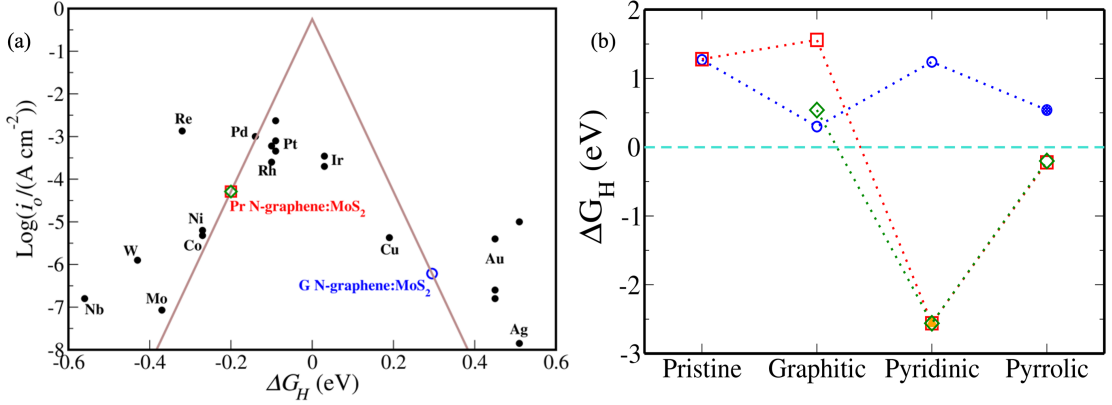 (a)
Log(i₀/(A cm⁻²))
0
-1
-2
-3
-4
-5
-6
-7
-8
Re
Pd
Pt
Rh
Ir
Pr N-graphene:MoS₂
Ni
Co
W
Cu
Au
G N-graphene:MoS₂
Nb
Mo
Ag
-0.6
-0.4
-0.2
0
0.2
0.4
0.6
ΔG_H (eV)
(b)
ΔG_H (eV)
2
1
0
-1
-2
-3
Pristine
Graphitic
Pyridinic
Pyrrolic